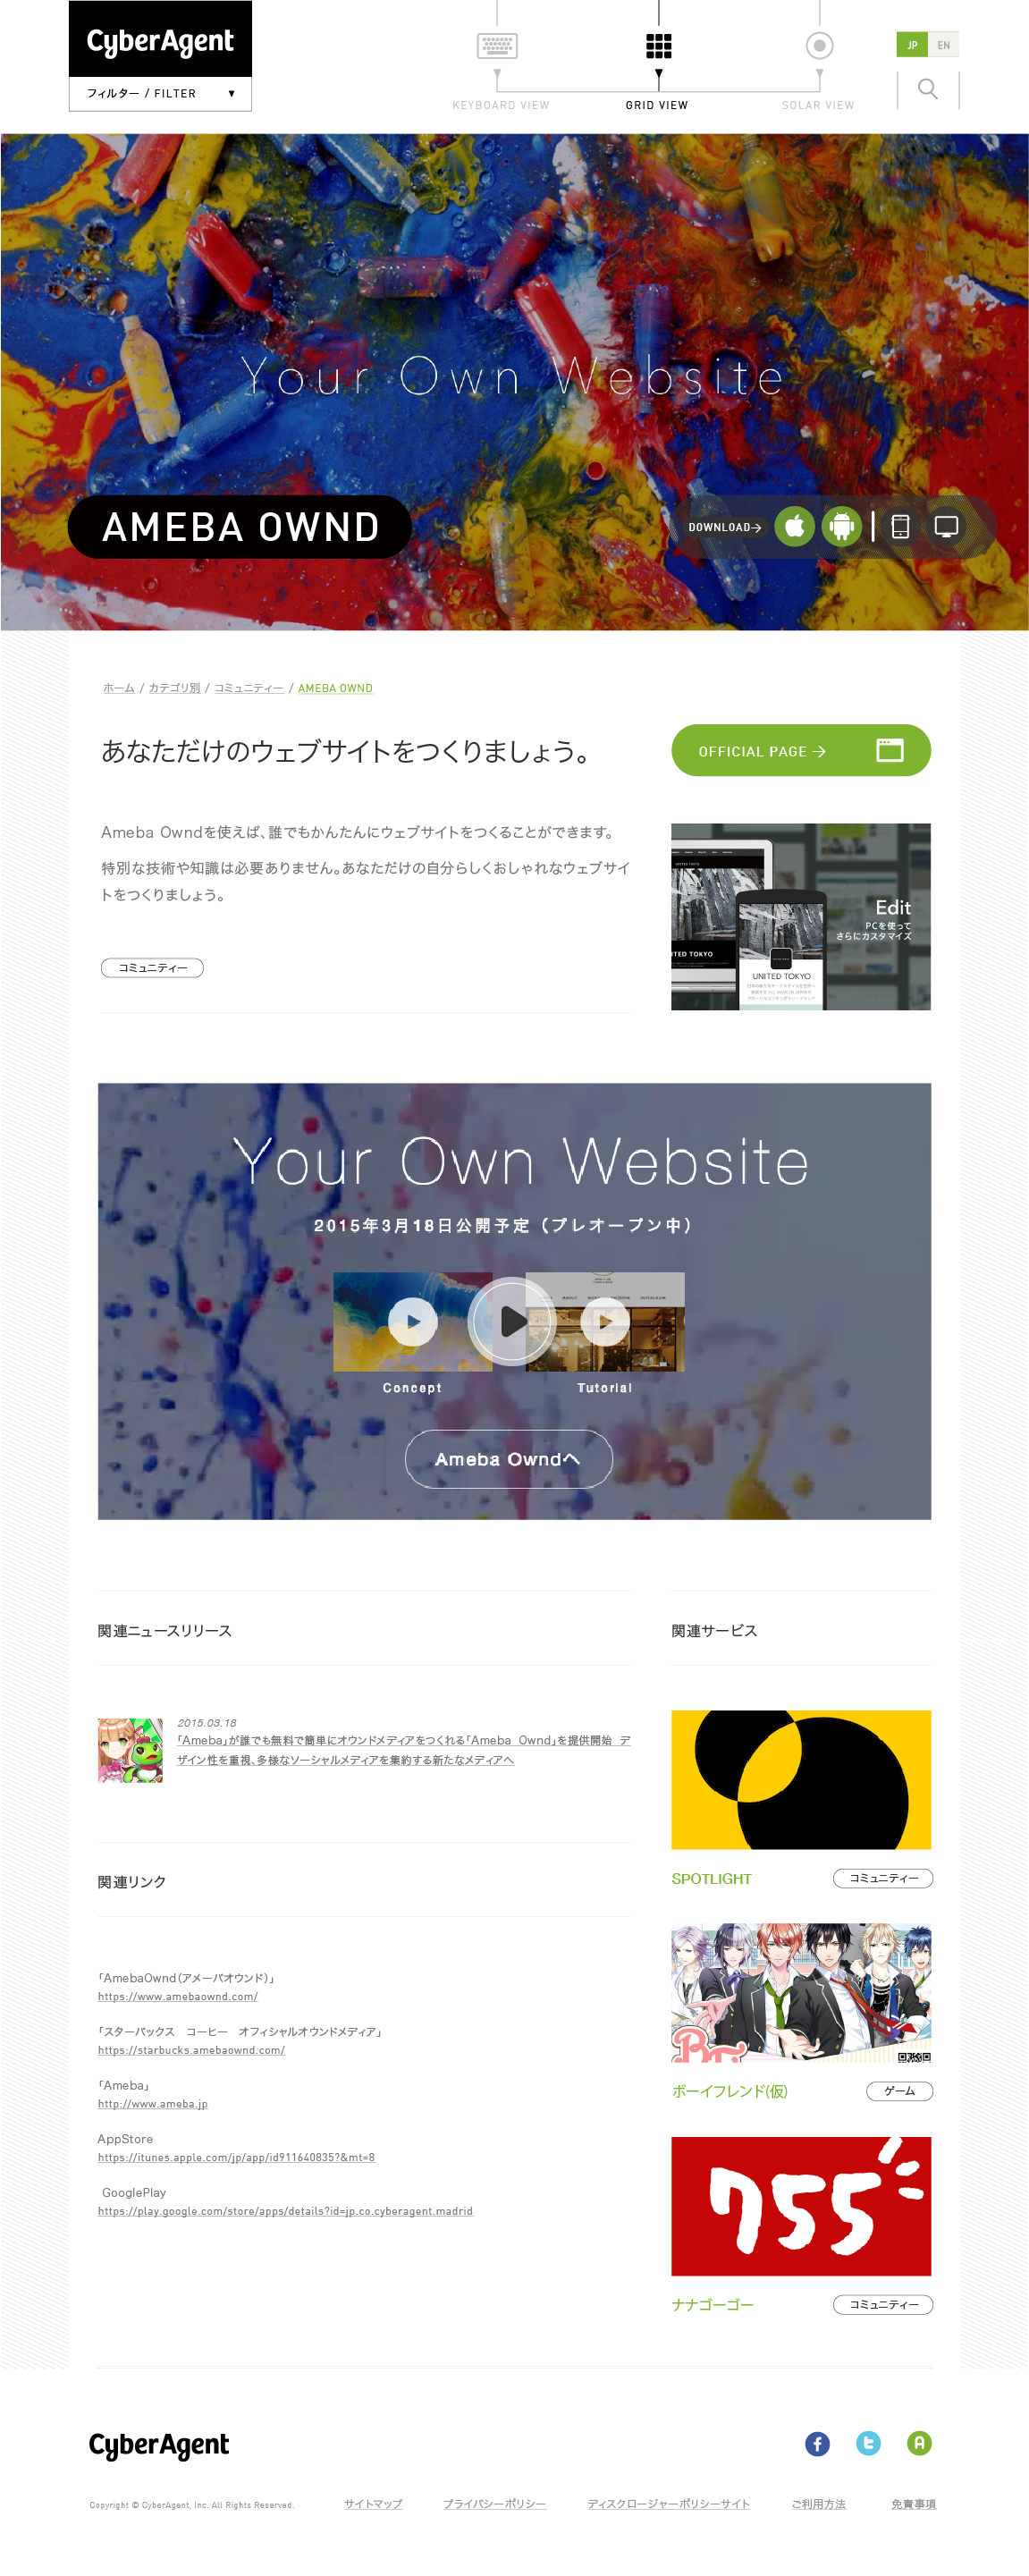 CyberAgent
フィルター / FILTER ▼
KEYBOARD VIEW
GRID VIEW
SOLAR VIEW
JP
EN
Your Own Website
AMEBA OWND
DOWNLOAD→
ホーム / カテゴリ別 / コミュニティー / AMEBA OWND
あなただけのウェブサイトをつくりましょう。
OFFICIAL PAGE →
Ameba Owndを使えば、誰でもかんたんにウェブサイトをつくることができます。
特別な技術や知識は必要ありません。あなただけの自分らしくおしゃれなウェブサイ
トをつくりましょう。
コミュニティー
Edit
PCを使って
さらにカスタマイズ
UNITED TOKYO
UNITED TOKYO
UNITED TOKYO
Your Own Website
2015年3月18日公開予定（プレオープン中）
Concept
Tutorial
Ameba Owndへ
関連ニュースリリース
2015.03.18
「Ameba」が誰でも無料で簡単にオウンドメディアをつくれる「Ameba Ownd」を提供開始 デ
ザイン性を重視、多様なソーシャルメディアを集約する新たなメディアへ
関連リンク
「AmebaOwnd（アメーバオウンド）」
https://www.amebaownd.com/
「スターバックス　コーヒー　オフィシャルオウンドメディア」
https://starbucks.amebaownd.com/
「Ameba」
http://www.ameba.jp
AppStore
https://itunes.apple.com/jp/app/id911640835?&mt=8
GooglePlay
https://play.google.com/store/apps/details?id=jp.co.cyberagent.madrid
関連サービス
SPOTLIGHT
コミュニティー
ボーイフレンド(仮)
ゲーム
755
ナナゴーゴー
コミュニティー
CyberAgent
Copyright © CyberAgent, Inc. All Rights Reserved.
サイトマップ
プライバシーポリシー
ディスクロージャーポリシーサイト
ご利用方法
免責事項